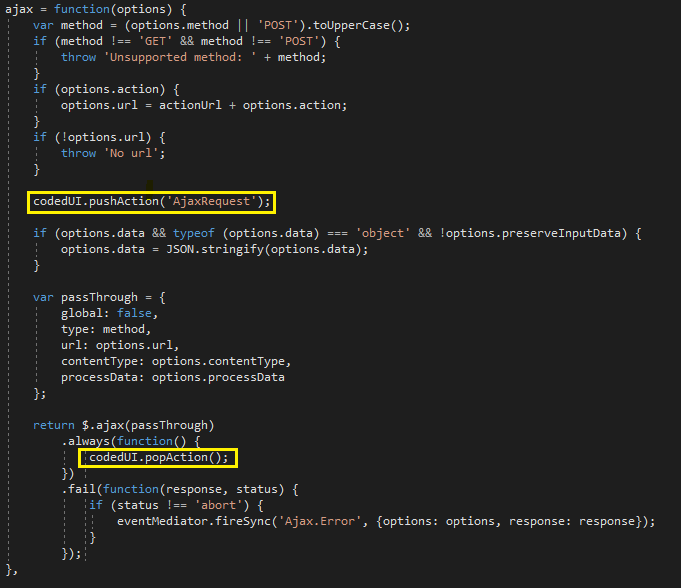 ajax = function(options) {
    var method = (options.method || 'POST').toUpperCase();
    if (method !== 'GET' && method !== 'POST') {
        throw 'Unsupported method: ' + method;
    }
    if (options.action) {
        options.url = actionUrl + options.action;
    }
    if (!options.url) {
        throw 'No url';
    }
    codedUI.pushAction('AjaxRequest');
    if (options.data && typeof (options.data) === 'object' && !options.preserveInputData) {
        options.data = JSON.stringify(options.data);
    }
    var passThrough = {
        global: false,
        type: method,
        url: options.url,
        contentType: options.contentType,
        processData: options.processData
    };
    return $.ajax(passThrough)
        .always(function() {
            codedUI.popAction();
        })
        .fail(function(response, status) {
            if (status !== 'abort') {
                eventMediator.fireSync('Ajax.Error', {options: options, response: response});
            }
        });
},